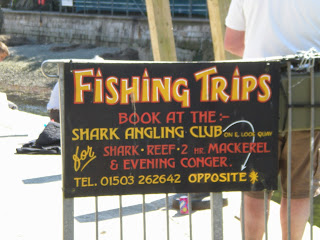 FISHING TRIPS
BOOK AT THE :-
SHARK ANGLING CLUB ON E. LOOE QUAY
for SHARK · REEF · 2 HR. MACKEREL
& EVENING CONGER.
TEL. 01503 262642 OPPOSITE